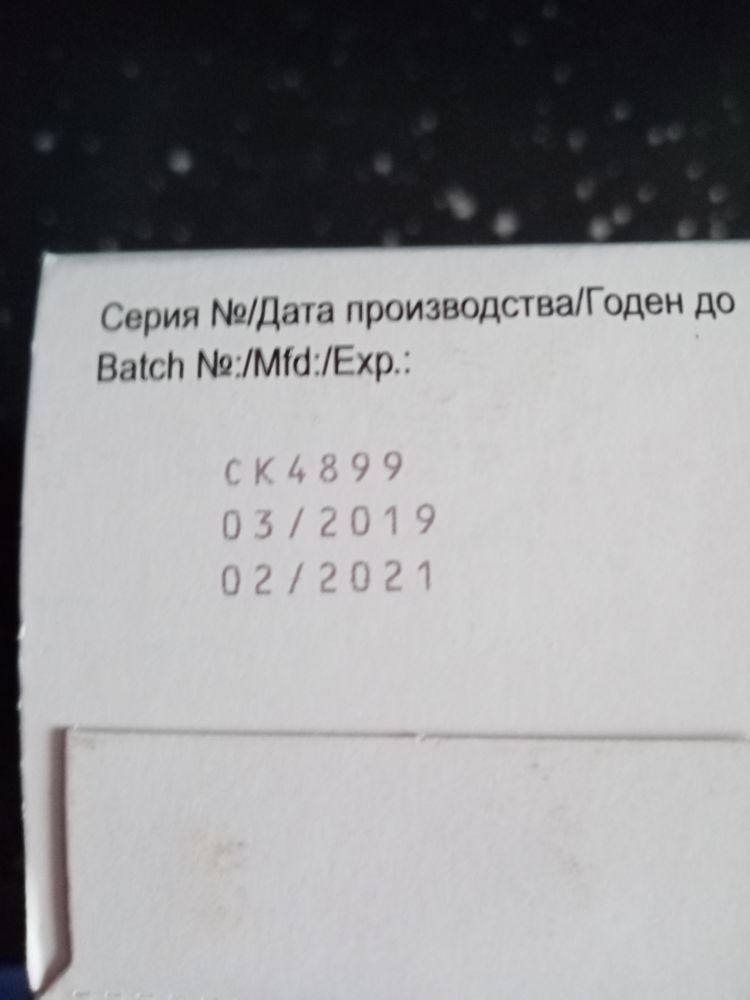 Серия №/Дата производства/Годен до
Batch №:/Mfd:/Exp.:
CK4899
03/2019
02/2021